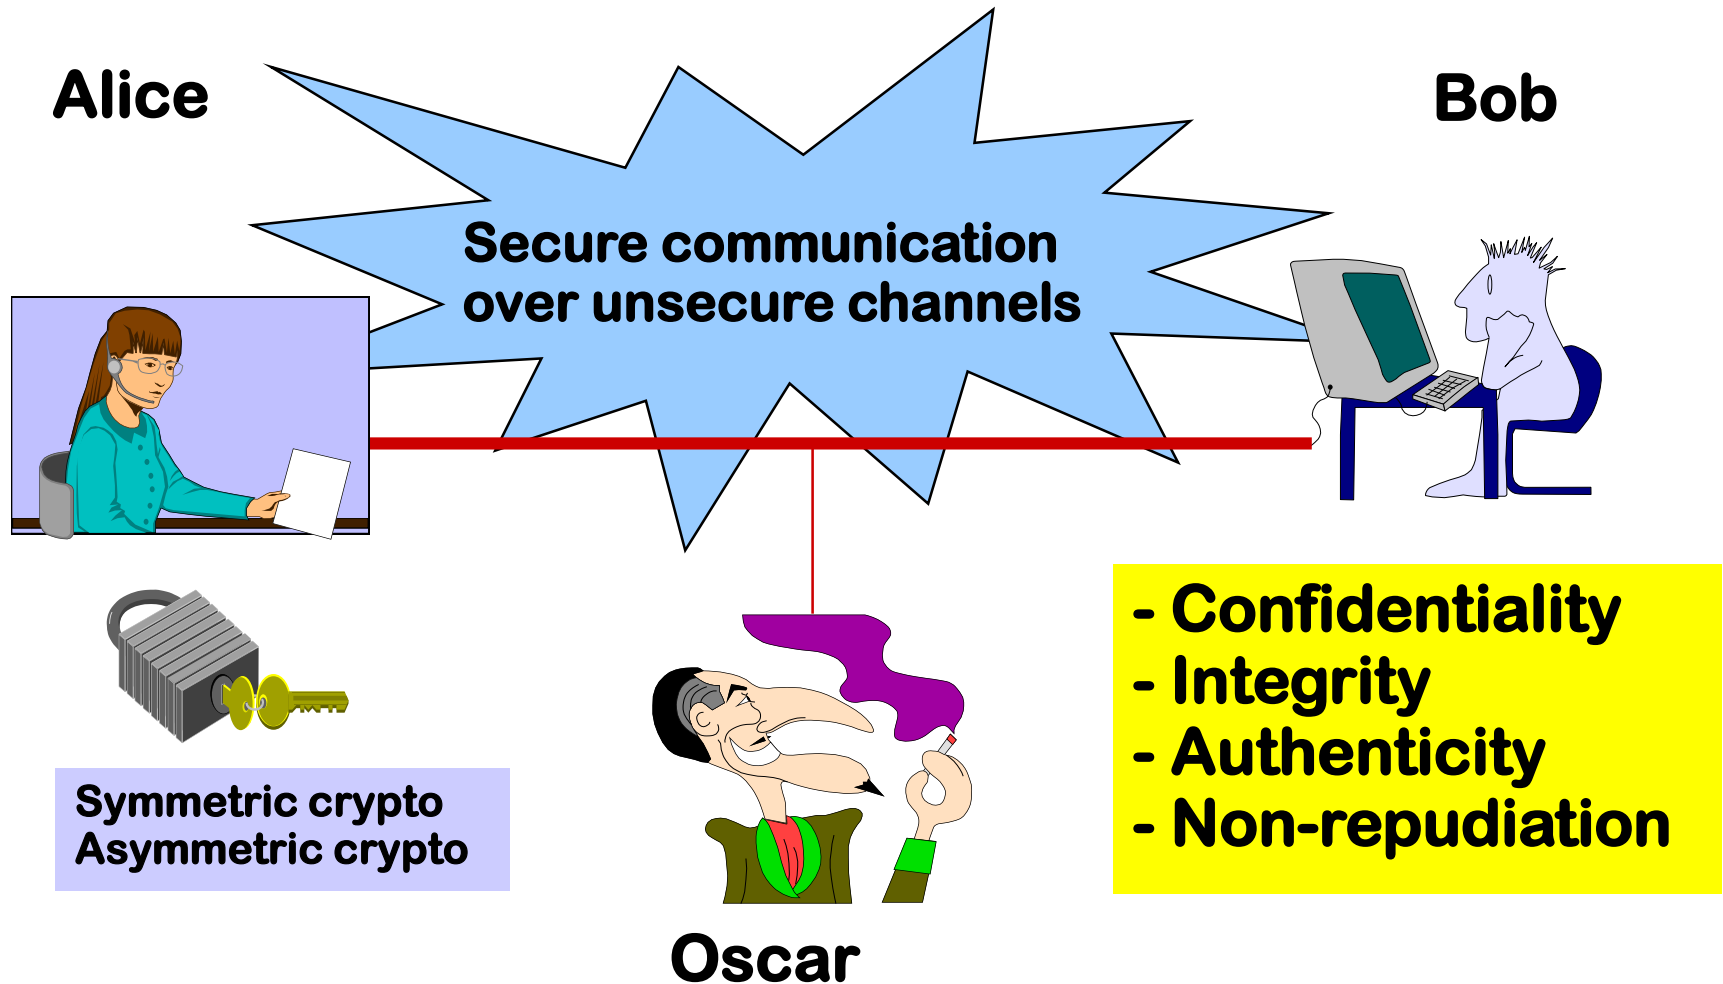 Alice
Bob
Secure communication
over unsecure channels
- Confidentiality
- Integrity
- Authenticity
- Non-repudiation
Symmetric crypto
Asymmetric crypto
Oscar